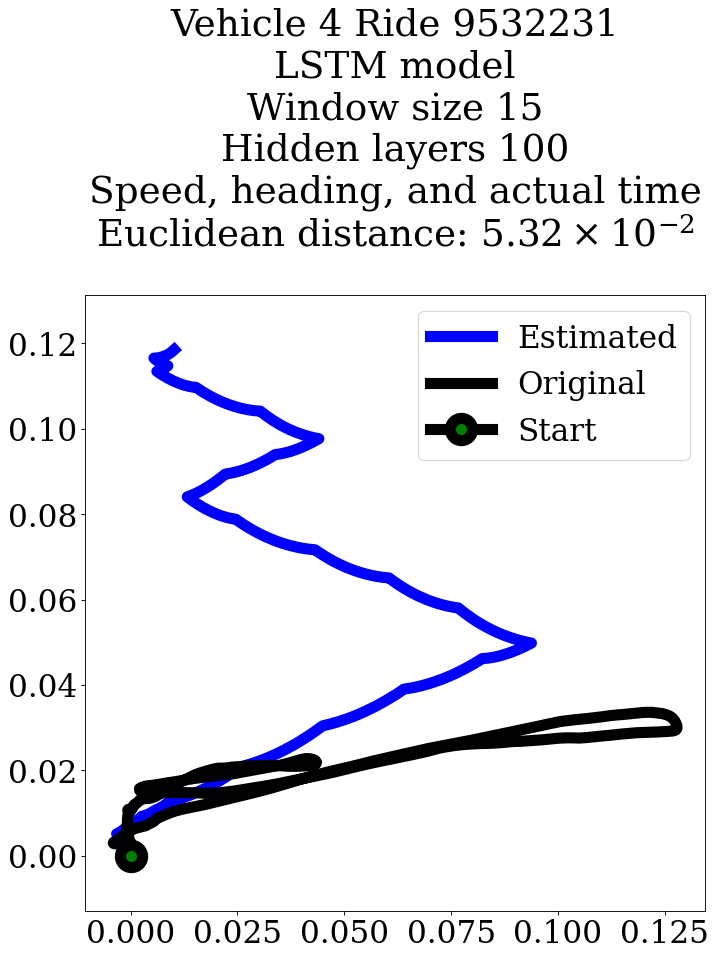 Vehicle 4 Ride 9532231
LSTM model
Window size 15
Hidden layers 100
Speed, heading, and actual time
Euclidean distance: 5.32 × 10⁻²
Estimated
Original
Start
0.12
0.10
0.08
0.06
0.04
0.02
0.00
0.000 0.025 0.050 0.075 0.100 0.125